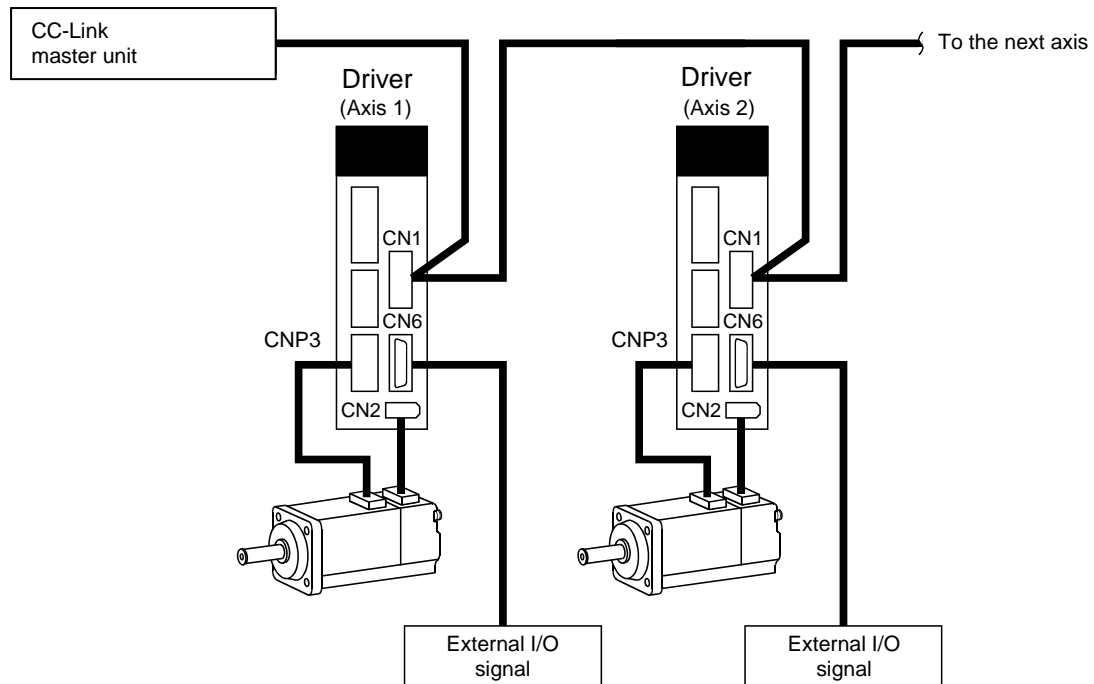 CC-Link
master unit
To the next axis
Driver
(Axis 1)
Driver
(Axis 2)
CN1
CN1
CN6
CN6
CNP3
CNP3
CN2
CN2
External I/O
signal
External I/O
signal